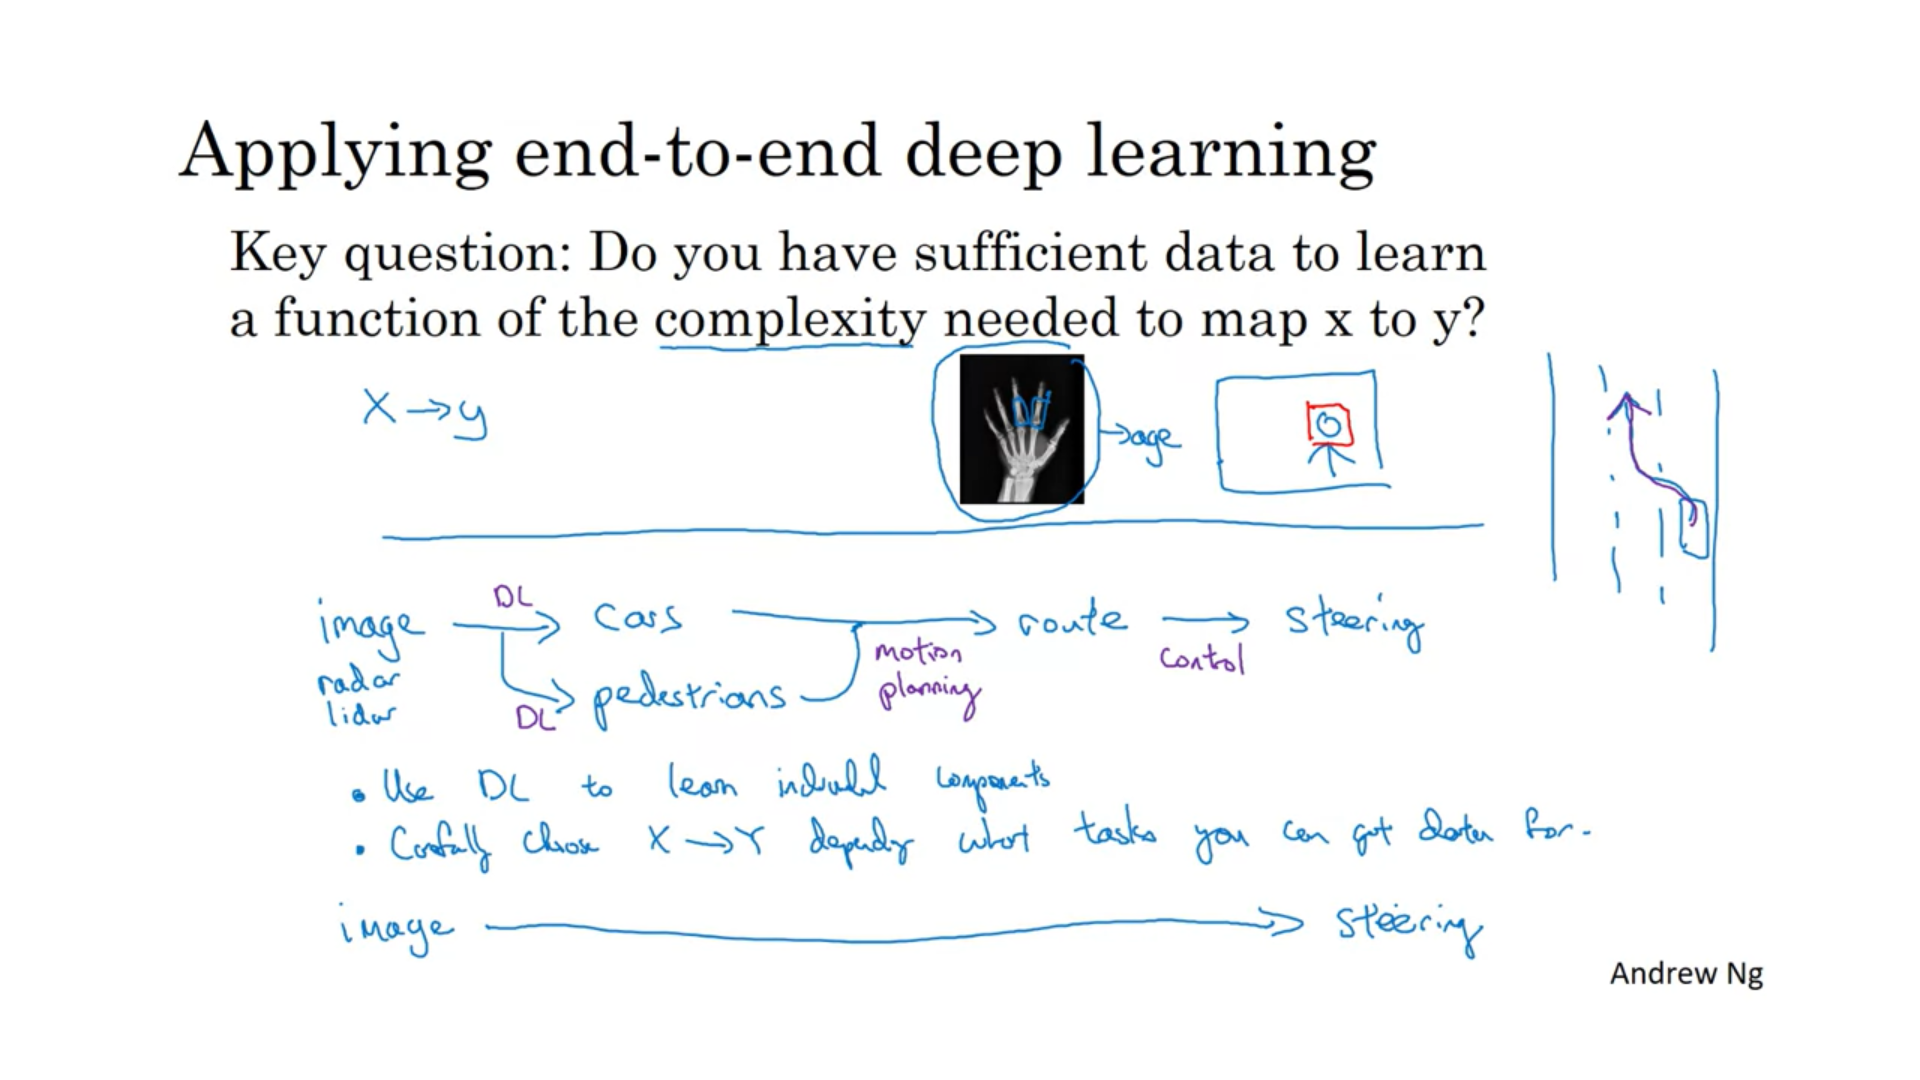 Applying end-to-end deep learning
Key question: Do you have sufficient data to learn
a function of the complexity needed to map x to y?
X → y
→ age
image DL → cars → route → steering
radar
lidar
DL → pedestrians
motion
planning
control
• Use DL to learn individual components
• Carefully choose X → Y depending what tasks you can get data for.
image → steering
Andrew Ng